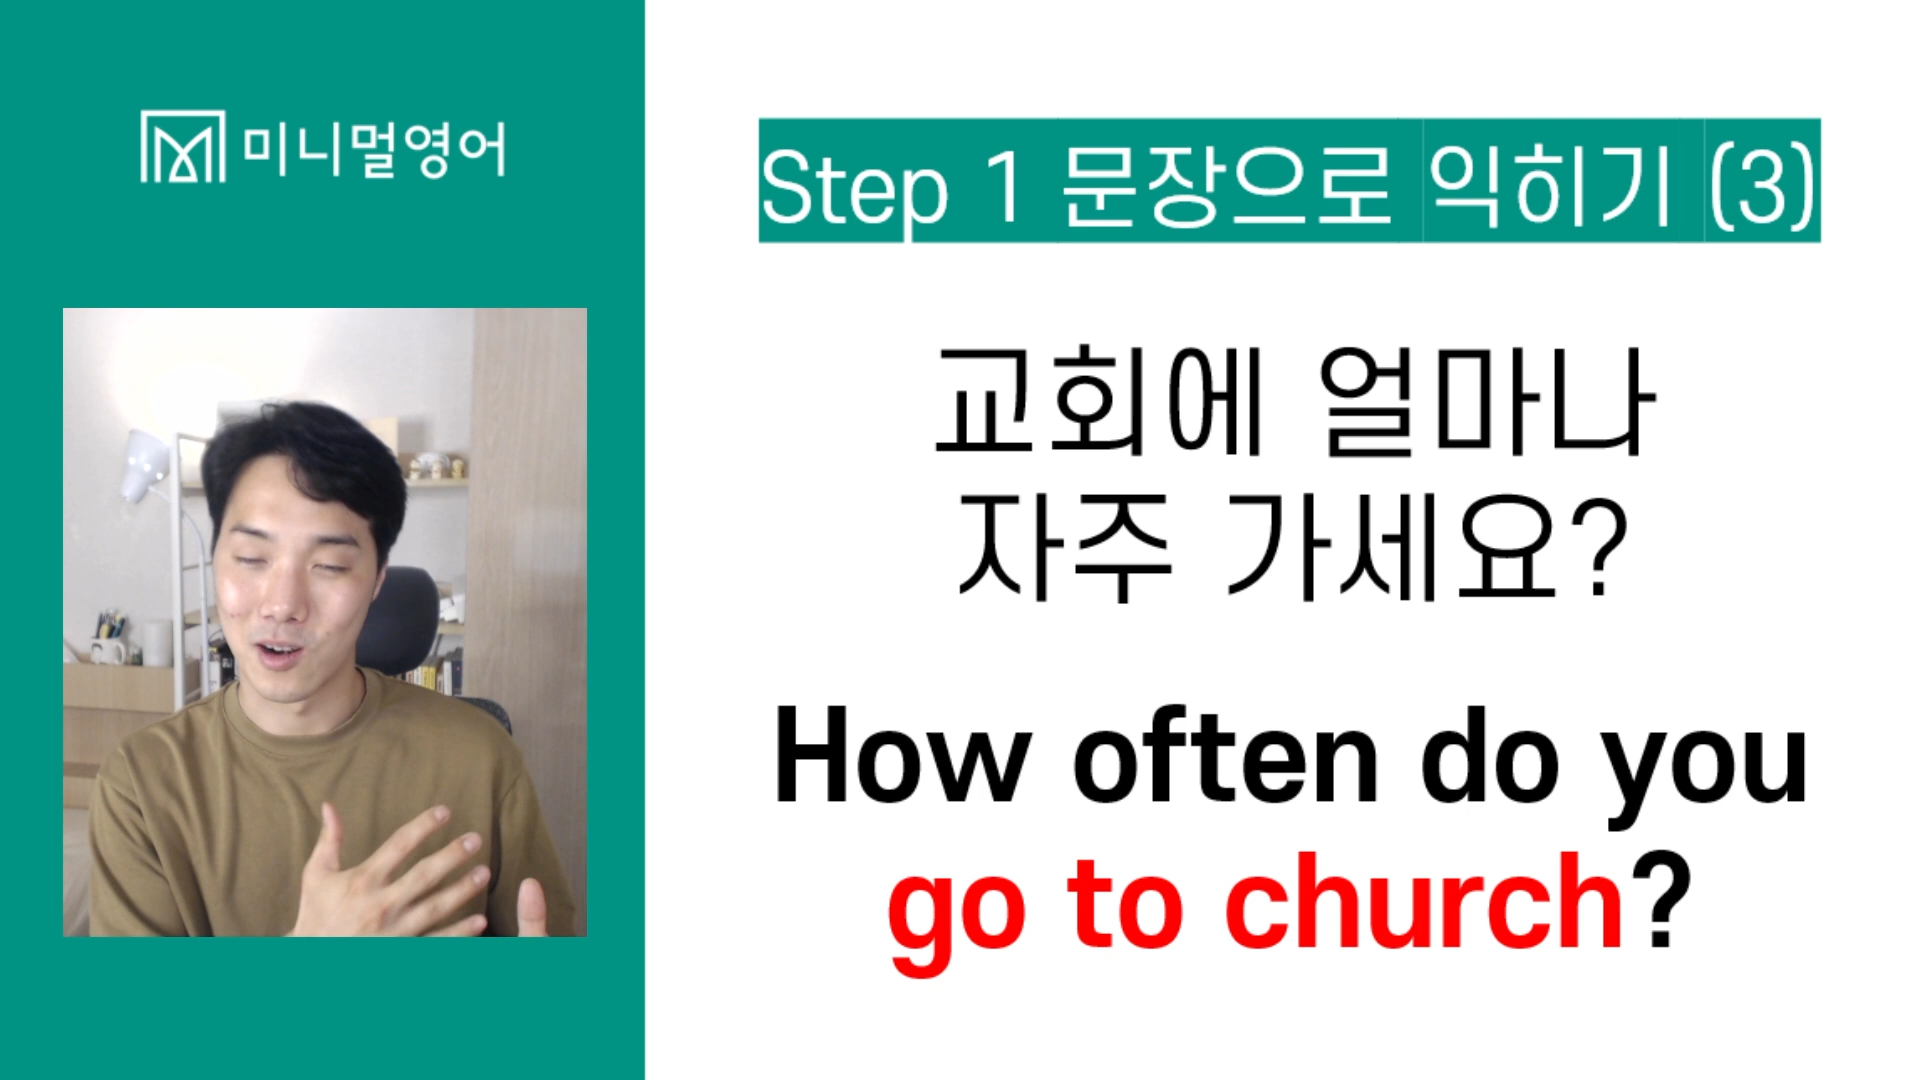 미니멀영어
Step 1 문장으로 익히기 (3)
교회에 얼마나
자주 가세요?
How often do you
go to church?